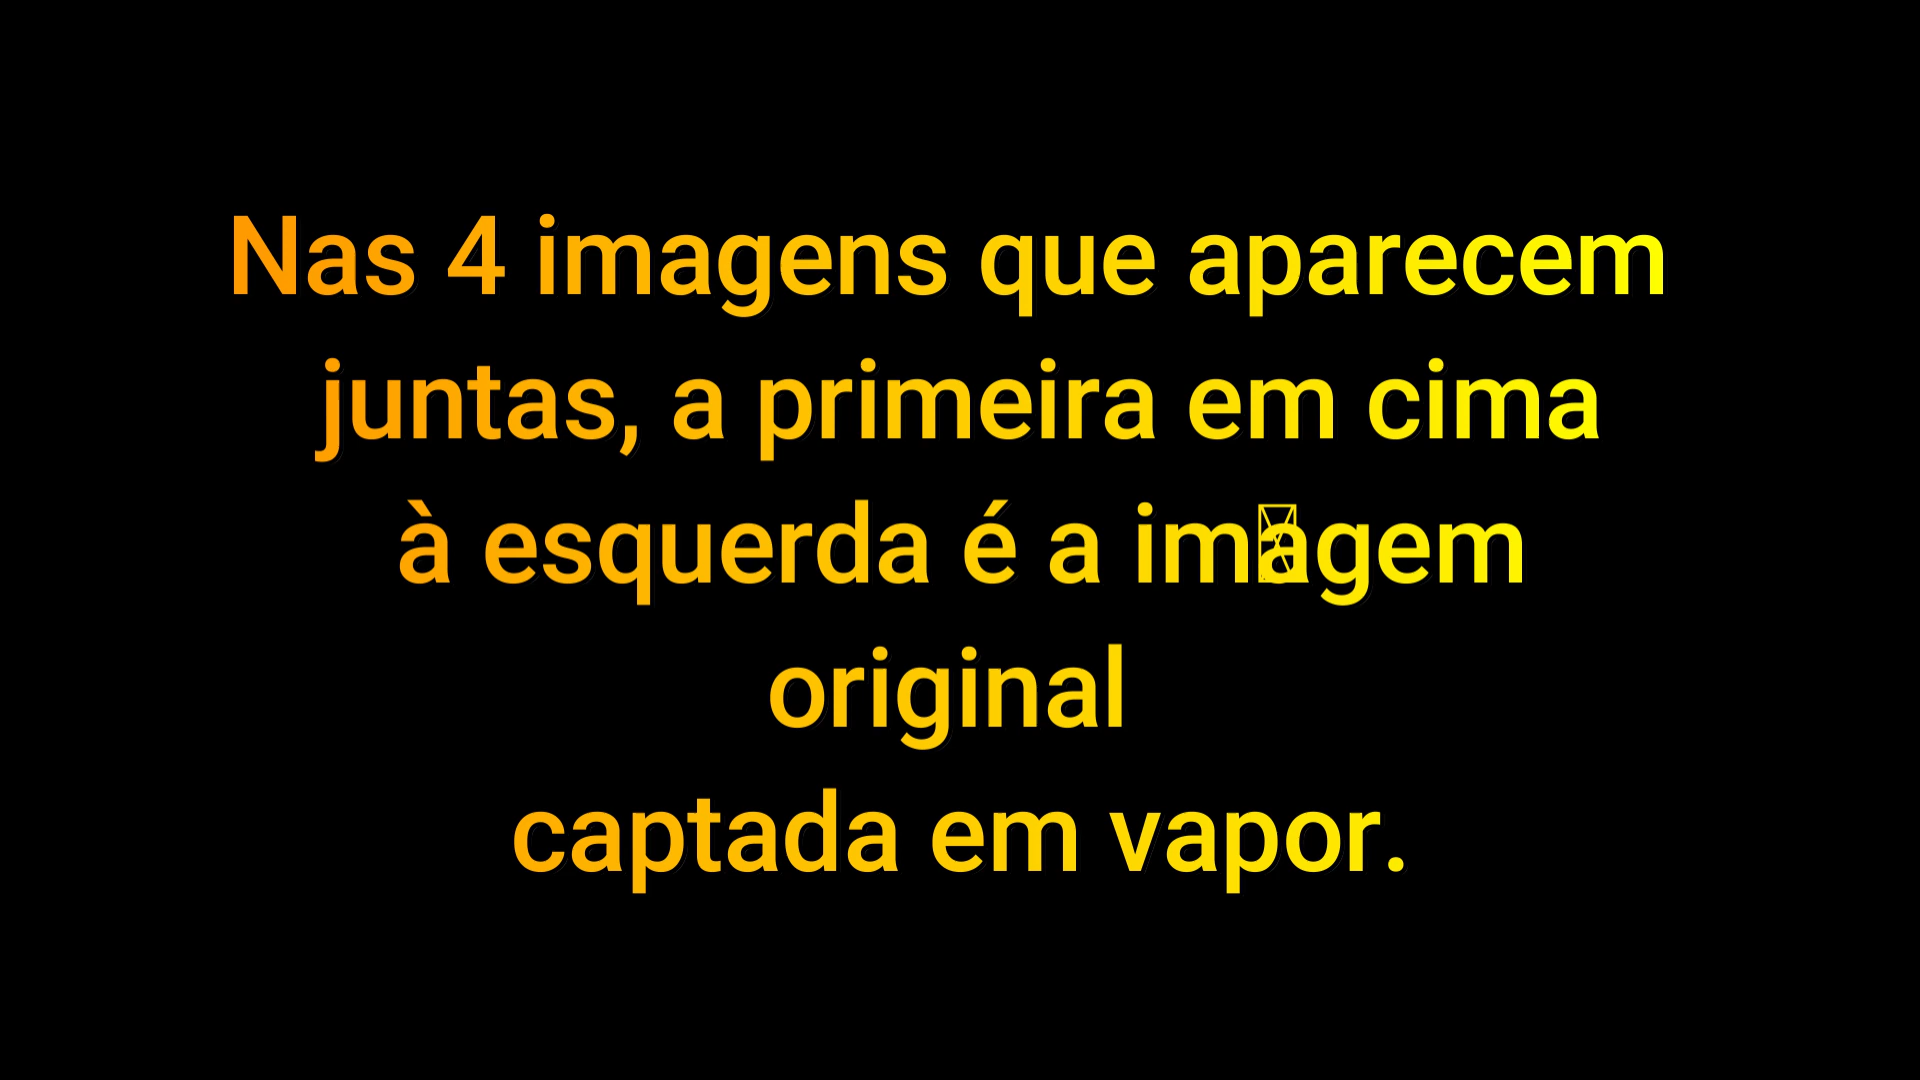 Nas 4 imagens que aparecem
juntas, a primeira em cima
à esquerda é a imagem
original
captada em vapor.